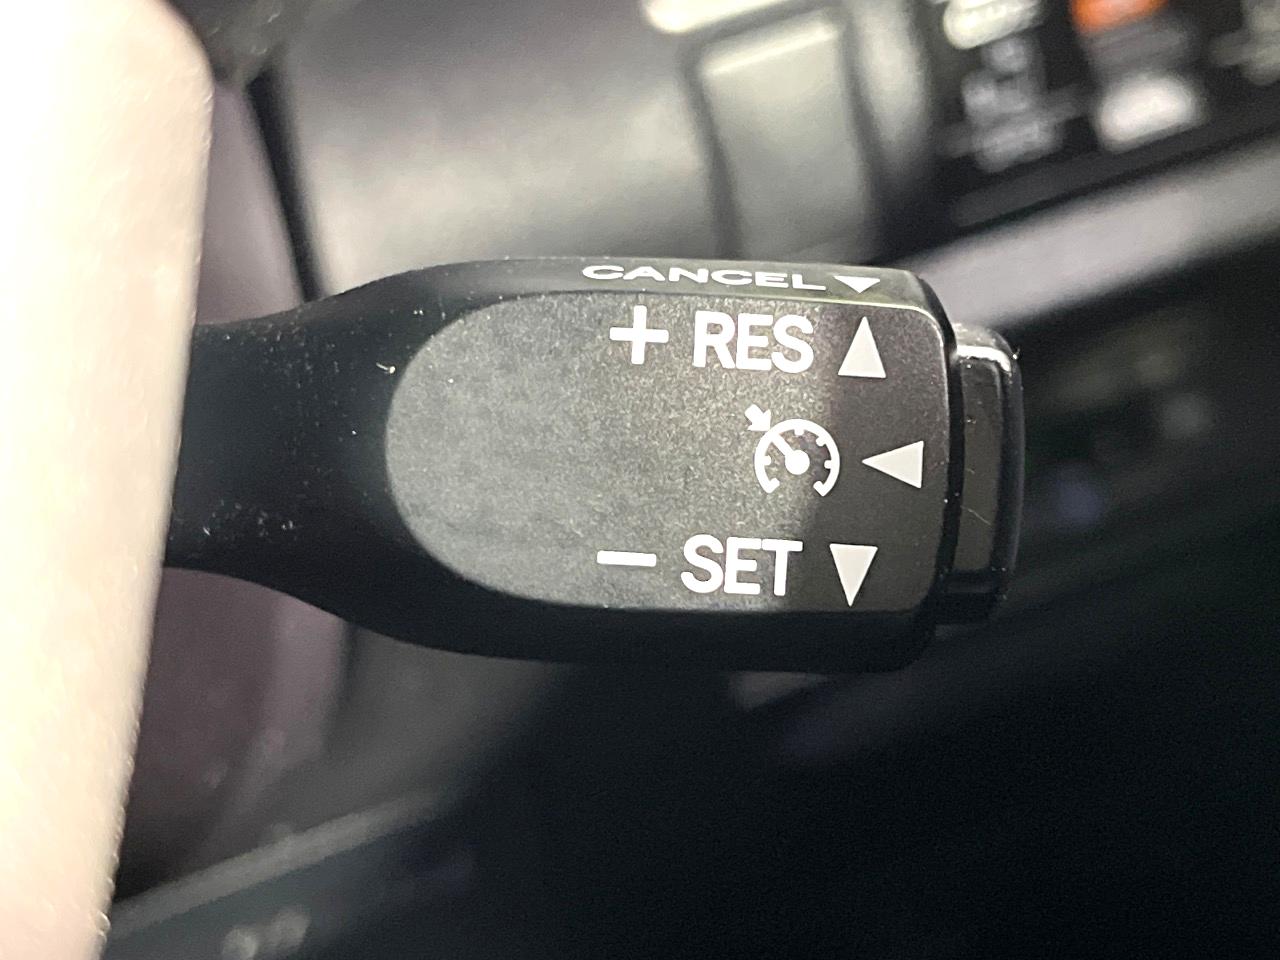 CANCEL ▼
+ RES ▲
◀
− SET ▼